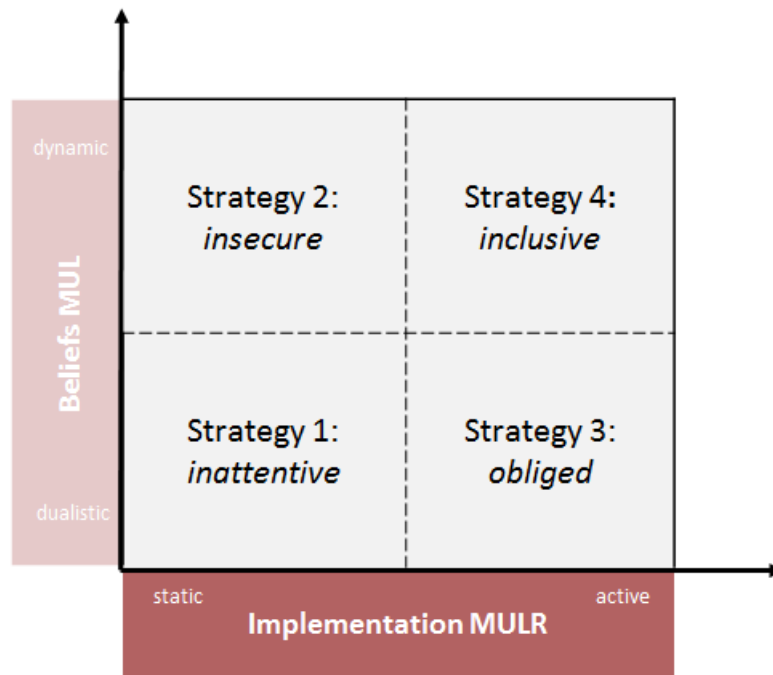 dynamic
Beliefs MUL
dualistic
Strategy 2:
insecure
Strategy 4:
inclusive
Strategy 1:
inattentive
Strategy 3:
obliged
static
active
Implementation MULR